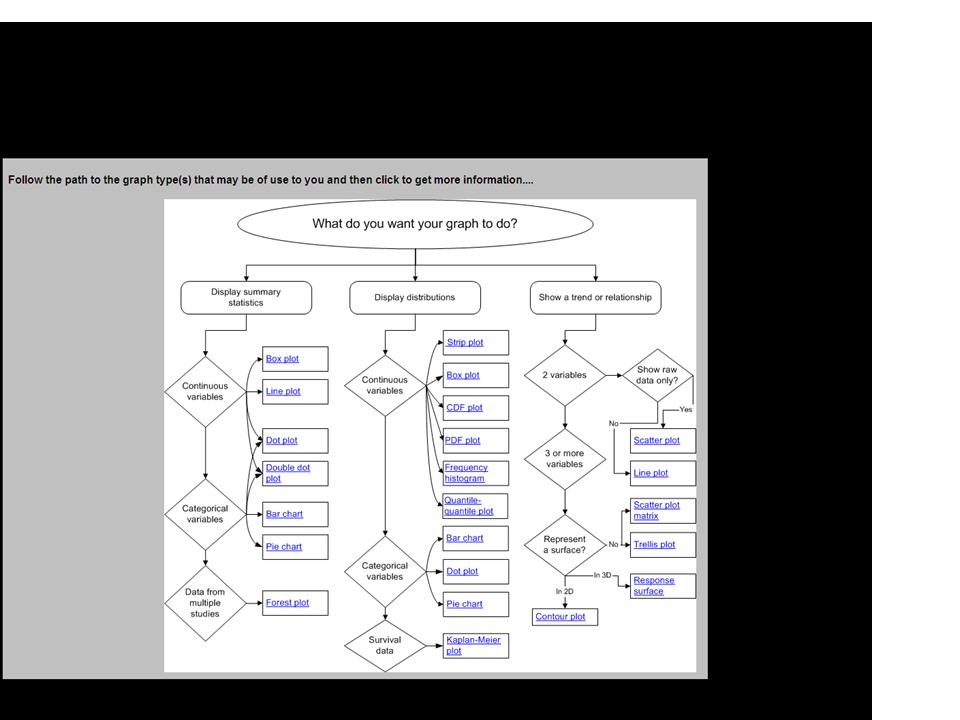 Follow the path to the graph type(s) that may be of use to you and then click to get more information....
What do you want your graph to do?
Display summary
statistics
Display distributions
Show a trend or relationship
Continuous
variables
Box plot
Line plot
Dot plot
Double dot
plot
Categorical
variables
Bar chart
Pie chart
Data from
multiple
studies
Forest plot
Continuous
variables
Strip plot
Box plot
CDF plot
PDF plot
Frequency
histogram
Quantile-
quantile plot
Categorical
variables
Bar chart
Dot plot
Pie chart
Survival
data
Kaplan-Meier
plot
2 variables
Show raw
data only?
Yes
No
Scatter plot
Line plot
3 or more
variables
Represent
a surface?
No
Scatter plot
matrix
Trellis plot
In 3D
Response
surface
In 2D
Contour plot